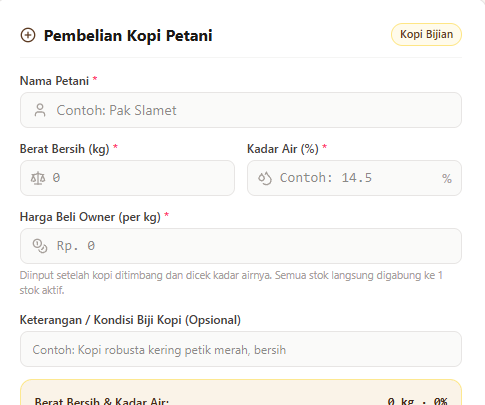 Pembelian Kopi Petani
Kopi Bijian
Nama Petani *
Contoh: Pak Slamet
Berat Bersih (kg) *
Kadar Air (%) *
0
Contoh: 14.5
%
Harga Beli Owner (per kg) *
Rp. 0
Diinput setelah kopi ditimbang dan dicek kadar airnya. Semua stok langsung digabung ke 1
stok aktif.
Keterangan / Kondisi Biji Kopi (Opsional)
Contoh: Kopi robusta kering petik merah, bersih
Berat Bersih & Kadar Air:
0 kg · 0%